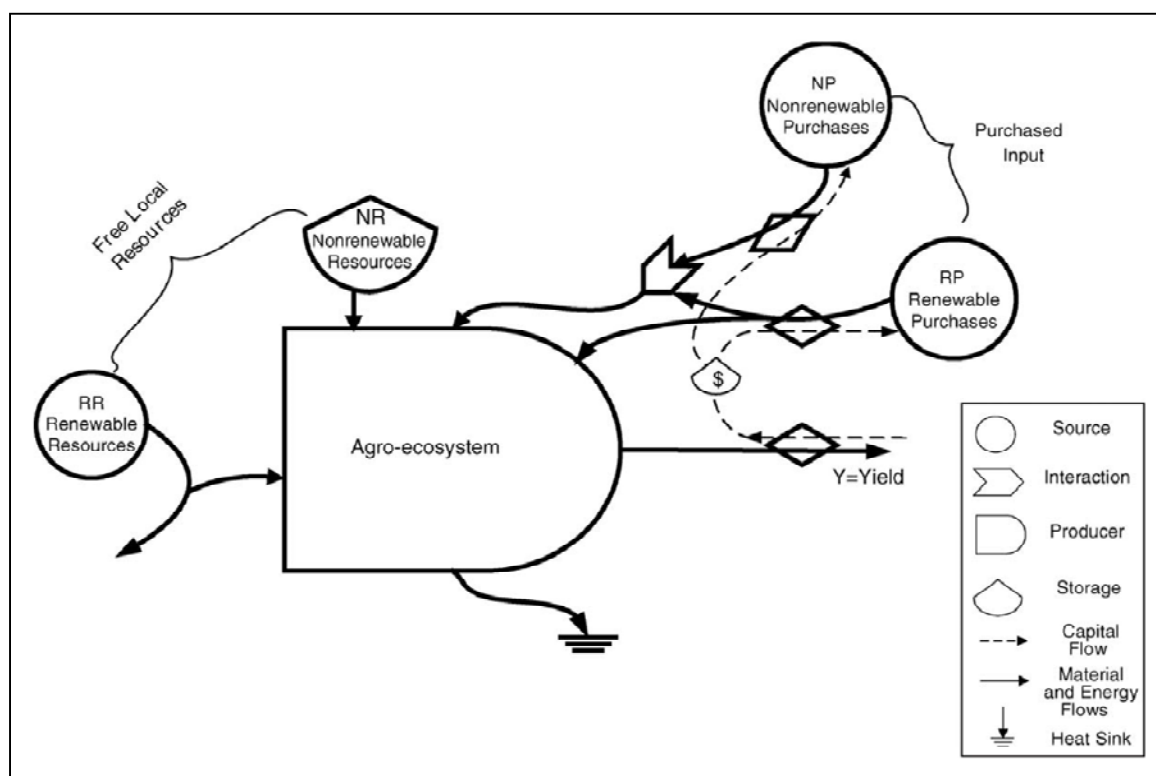 NP
Nonrenewable
Purchases
Purchased
Input
Free Local
Resources
NR
Nonrenewable
Resources
RP
Renewable
Purchases
$
RR
Renewable
Resources
Agro-ecosystem
Y=Yield
Source
Interaction
Producer
Storage
Capital
Flow
Material
and Energy
Flows
Heat Sink